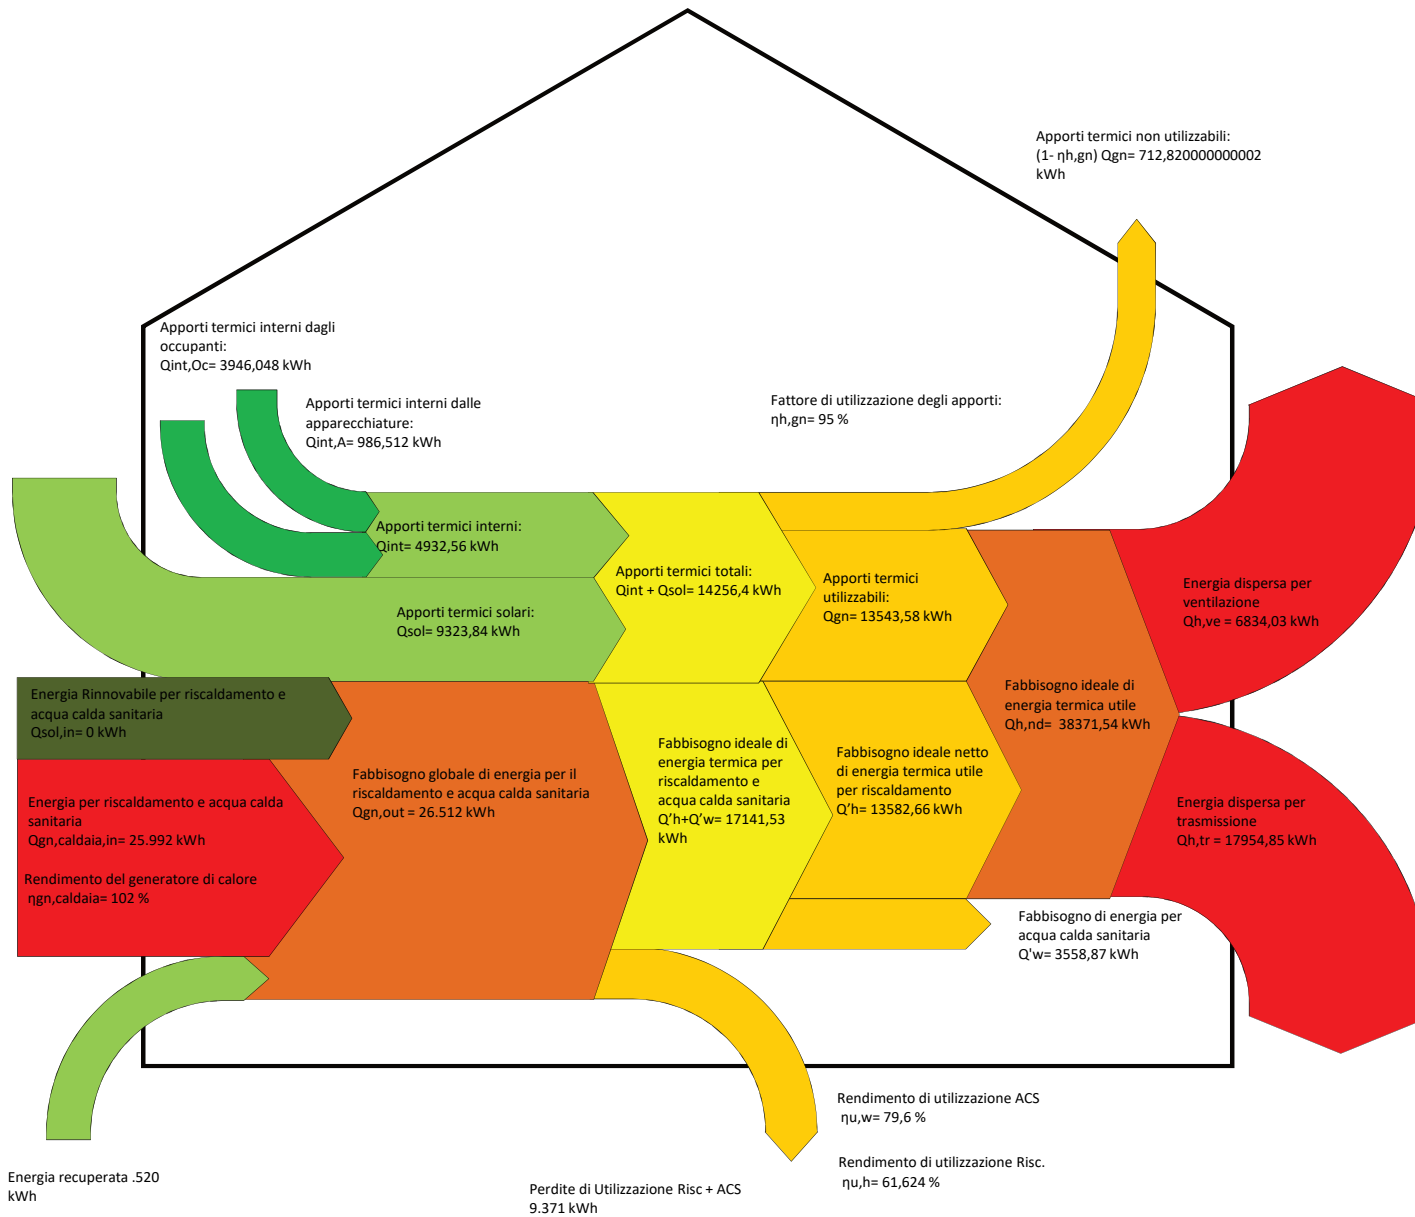 Apporti termici non utilizzabili:
(1- ηh,gn) Qgn= 712,820000000002
kWh
Apporti termici interni dagli
occupanti:
Qint,Oc= 3946,048 kWh
Apporti termici interni dalle
apparecchiature:
Qint,A= 986,512 kWh
Fattore di utilizzazione degli apporti:
ηh,gn= 95 %
Apporti termici interni:
Qint= 4932,56 kWh
Apporti termici solari:
Qsol= 9323,84 kWh
Apporti termici totali:
Qint + Qsol= 14256,4 kWh
Apporti termici
utilizzabili:
Qgn= 13543,58 kWh
Energia dispersa per
ventilazione
Qh,ve = 6834,03 kWh
Energia Rinnovabile per riscaldamento e
acqua calda sanitaria
Qsol,in= 0 kWh
Fabbisogno ideale di
energia termica utile
Qh,nd=  38371,54 kWh
Fabbisogno globale di energia per il
riscaldamento e acqua calda sanitaria
Qgn,out = 26.512 kWh
Fabbisogno ideale di
energia termica per
riscaldamento e
acqua calda sanitaria
Q’h+Q’w= 17141,53
kWh
Fabbisogno ideale netto
di energia termica utile
per riscaldamento
Q’h= 13582,66 kWh
Energia per riscaldamento e acqua calda
sanitaria
Qgn,caldaia,in= 25.992 kWh
Rendimento del generatore di calore
ηgn,caldaia= 102 %
Energia dispersa per
trasmissione
Qh,tr = 17954,85 kWh
Fabbisogno di energia per
acqua calda sanitaria
Q'w= 3558,87 kWh
Rendimento di utilizzazione ACS
ηu,w= 79,6 %
Rendimento di utilizzazione Risc.
ηu,h= 61,624 %
Energia recuperata .520
kWh
Perdite di Utilizzazione Risc + ACS
9.371 kWh